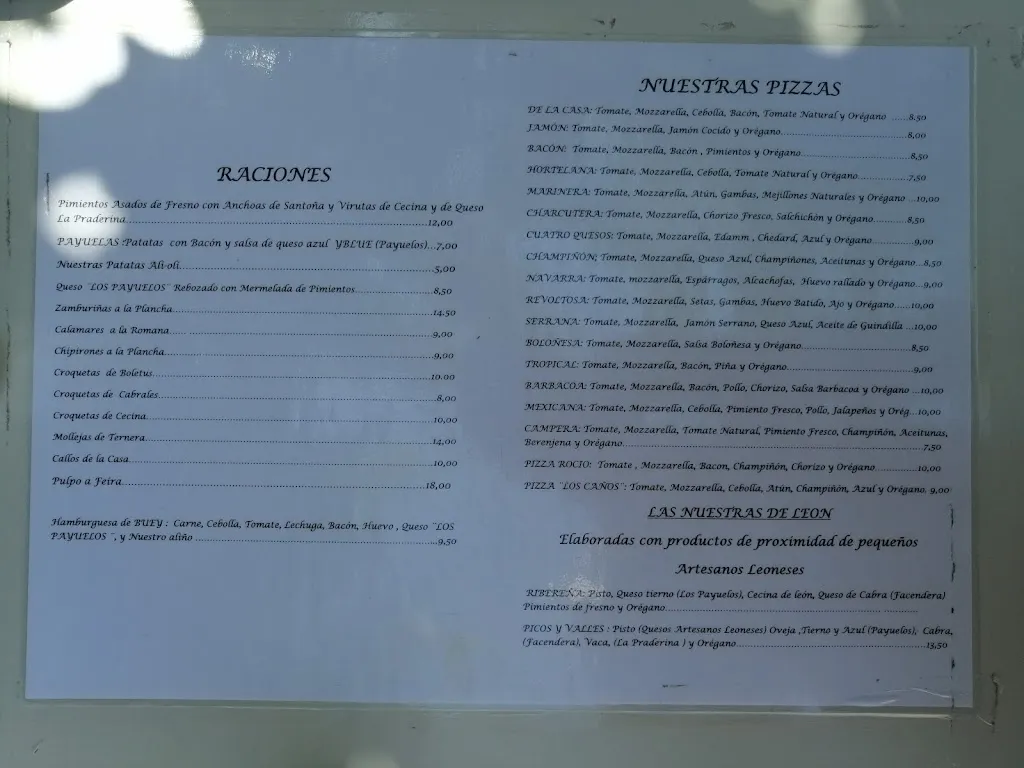 RACIONES
Pimientos Asados de Fresno con Anchoas de Santoña y Virutas de Cecina y de Queso
La Praderina...12,00
PAYUELAS :Patatas con Bacón y salsa de queso azul YBLUE (Payuelos)...7,00
Nuestras Patatas Ali-oli...5,00
Queso ¨LOS PAYUELOS¨ Rebozado con Mermelada de Pimientos...8,50
Zamburiñas a la Plancha...14.50
Calamares a la Romana...9,00
Chipirones a la Plancha...9,00
Croquetas de Boletus...10.00
Croquetas de Cabrales...8,00
Croquetas de Cecina...10,00
Mollejas de Ternera...14,00
Callos de la Casa...10,00
Pulpo a Feira...18,00
Hamburguesa de BUEY : Carne, Cebolla, Tomate, Lechuga, Bacón, Huevo , Queso ¨LOS
PAYUELOS ¨, y Nuestro aliño ...9,50
NUESTRAS PIZZAS
DE LA CASA: Tomate, Mozzarella, Cebolla, Bacón, Tomate Natural y Orégano ......8,50
JAMÓN: Tomate, Mozzarella, Jamón Cocido y Orégano...8,00
BACÓN: Tomate, Mozzarella, Bacón , Pimientos y Orégano...8,50
HORTELANA: Tomate, Mozzarella, Cebolla, Tomate Natural y Orégano...7,50
MARINERA: Tomate, Mozzarella, Atún, Gambas, Mejillones Naturales y Orégano ...10,00
CHARCUTERA: Tomate, Mozzarella, Chorizo Fresco, Salchichón y Orégano...8,50
CUATRO QUESOS: Tomate, Mozzarella, Edamm , Chedard, Azul y Orégano...9,00
CHAMPIÑÓN; Tomate, Mozzarella, Queso Azul, Champiñones, Aceitunas y Orégano...8,50
NAVARRA: Tomate, mozzarella, Espárragos, Alcachofas, Huevo rallado y Orégano...9,00
REVOLTOSA: Tomate, Mozzarella, Setas, Gambas, Huevo Batido, Ajo y Orégano......10,00
SERRANA: Tomate, Mozzarella, Jamón Serrano, Queso Azul, Aceite de Guindilla ...10,00
BOLOÑESA: Tomate, Mozzarella, Salsa Boloñesa y Orégano...8,50
TROPICAL: Tomate, Mozzarella, Bacón, Piña y Orégano...9,00
BARBACOA: Tomate, Mozzarella, Bacón, Pollo, Chorizo, Salsa Barbacoa y Orégano ...10,00
MEXICANA: Tomate, Mozzarella, Cebolla, Pimiento Fresco, Pollo, Jalapeños y Orég...10,00
CAMPERA: Tomate, Mozzarella, Tomate Natural, Pimiento Fresco, Champiñón, Aceitunas,
Berenjena y Orégano...7,50
PIZZA ROCIO: Tomate , Mozzarella, Bacon, Champiñón, Chorizo y Orégano...10,00
PIZZA ¨LOS CAÑOS¨: Tomate, Mozzarella, Cebolla, Atún, Champiñón, Azul y Orégano. 9,00
LAS NUESTRAS DE LEON
Elaboradas con productos de proximidad de pequeños
Artesanos Leoneses
RIBEREÑA: Pisto, Queso tierno (Los Payuelos), Cecina de león, Queso de Cabra (Facendera)
Pimientos de fresno y Orégano...
PICOS Y VALLES : Pisto (Quesos Artesanos Leoneses) Oveja ,Tierno y Azul (Payuelos), Cabra,
(Facendera), Vaca, (La Praderina ) y Orégano...13,50